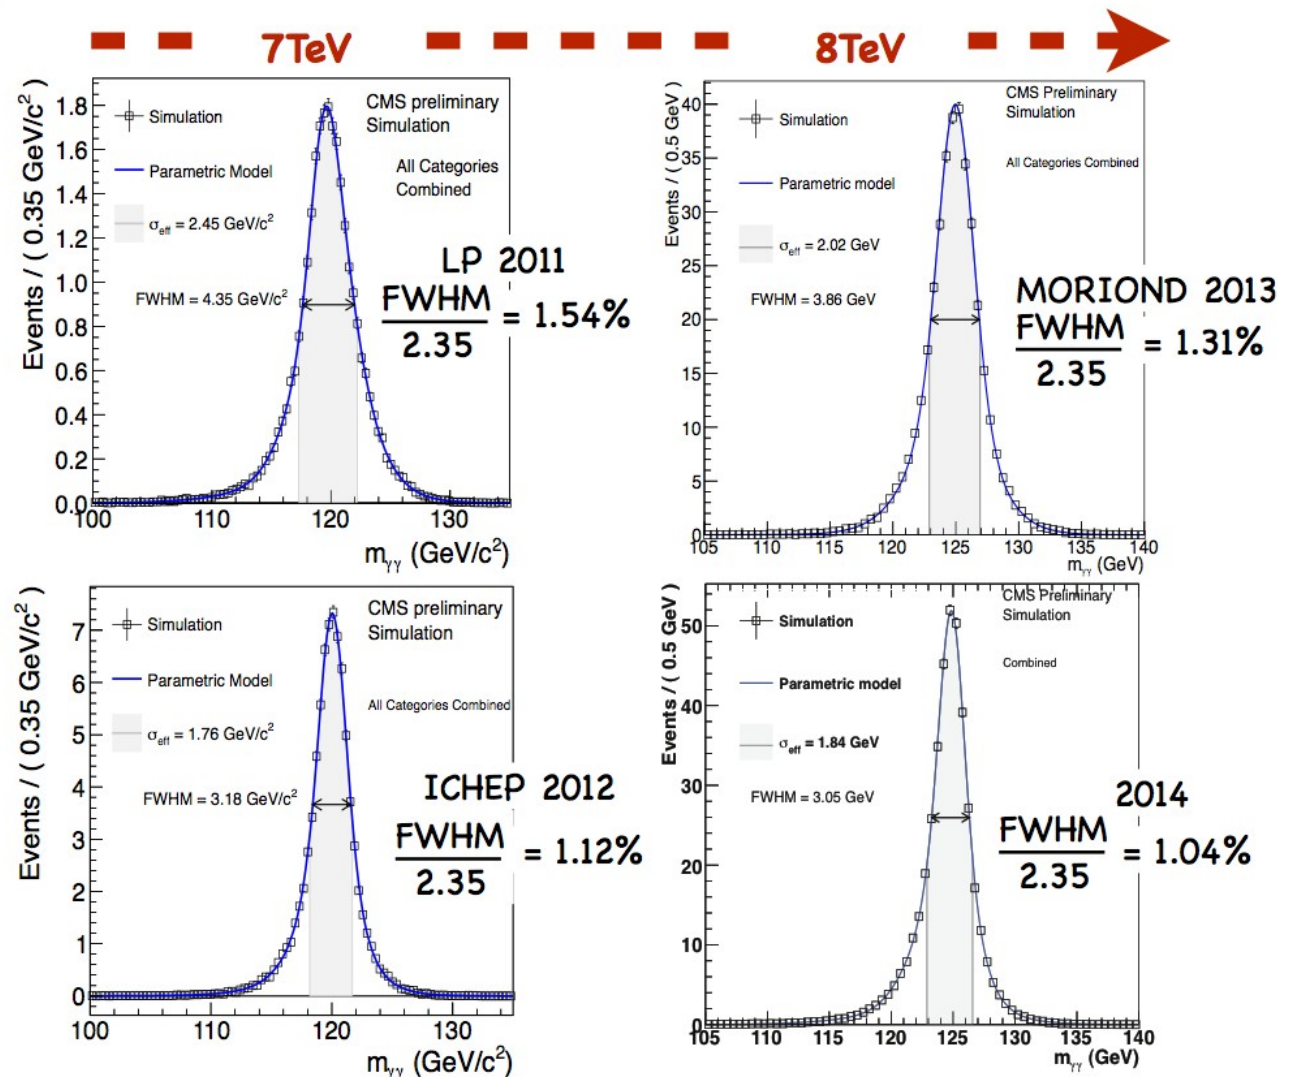 7TeV
8TeV
Events / ( 0.35 GeV/c² )
1.8
1.6
1.4
1.2
1.0
0.8
0.6
0.4
0.2
0.0
Simulation
Parametric Model
σeff = 2.45 GeV/c²
FWHM = 4.35 GeV/c²
CMS preliminary
Simulation
All Categories
Combined
LP 2011
FWHM
2.35
= 1.54%
100 110 120 130
mγγ (GeV/c²)
Events / ( 0.5 GeV )
40
35
30
25
20
15
10
5
0
Simulation
Parametric model
σeff = 2.02 GeV
FWHM = 3.86 GeV
CMS Preliminary
Simulation
All Categories Combined
MORIOND 2013
FWHM
2.35
= 1.31%
105 110 115 120 125 130 135 140
mγγ (GeV)
Events / ( 0.35 GeV/c² )
7
6
5
4
3
2
1
0
Simulation
Parametric Model
σeff = 1.76 GeV/c²
FWHM = 3.18 GeV/c²
CMS preliminary
Simulation
All Categories Combined
ICHEP 2012
FWHM
2.35
= 1.12%
100 110 120 130
mγγ (GeV/c²)
Events / ( 0.5 GeV )
50
40
30
20
10
0
Simulation
Parametric model
σeff = 1.84 GeV
FWHM = 3.05 GeV
CMS Preliminary
Simulation
Combined
2014
FWHM
2.35
= 1.04%
105 110 115 120 125 130 135 140
mγγ (GeV)